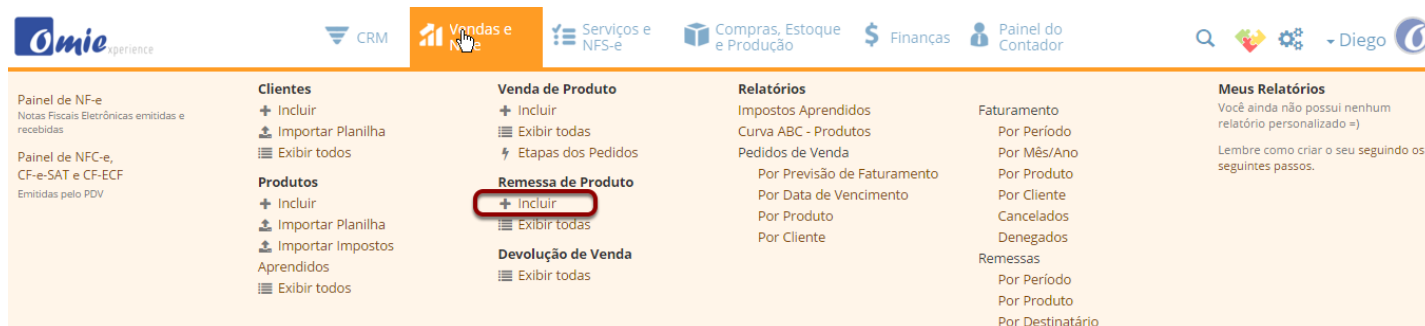 Omie
xperience
CRM
Vendas e
Serviços e
NFS-e
Compras, Estoque
e Produção
Finanças
Painel do
Contador
Diego
Painel de NF-e
Notas Fiscais Eletrônicas emitidas e
recebidas
Painel de NFC-e,
CF-e-SAT e CF-ECF
Emitidas pelo PDV
Clientes
Incluir
Importar Planilha
Exibir todos
Produtos
Incluir
Importar Planilha
Importar Impostos
Aprendidos
Exibir todos
Venda de Produto
Incluir
Exibir todas
Etapas dos Pedidos
Remessa de Produto
Incluir
Exibir todas
Devolução de Venda
Exibir todas
Relatórios
Impostos Aprendidos
Curva ABC - Produtos
Pedidos de Venda
Por Previsão de Faturamento
Por Data de Vencimento
Por Produto
Por Cliente
Faturamento
Por Período
Por Mês/Ano
Por Produto
Por Cliente
Cancelados
Denegados
Remessas
Por Período
Por Produto
Por Destinatário
Meus Relatórios
Você ainda não possui nenhum
relatório personalizado =)
Lembre como criar o seu seguindo os
seguintes passos.